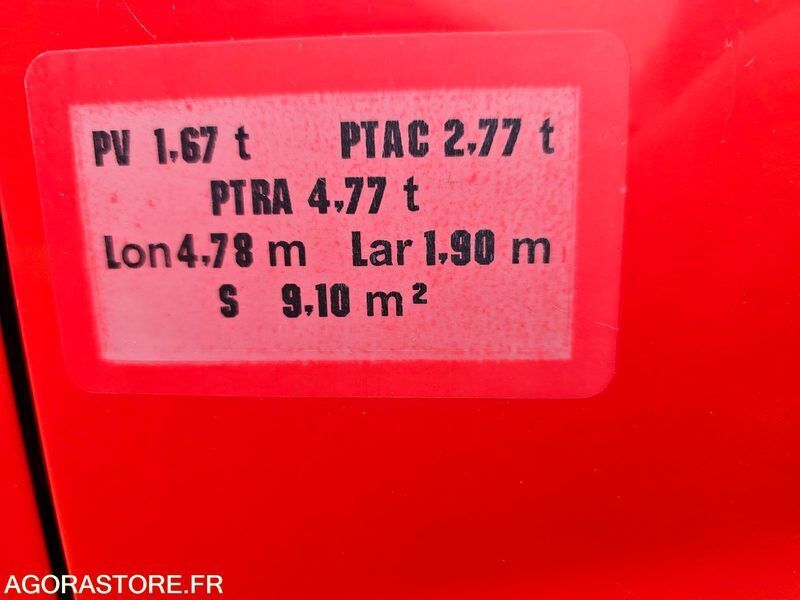 PV 1,67 t PTAC 2,77 t
PTRA 4,77 t
Lon 4,78 m Lar 1,90 m
S 9,10 m²
AGORASTORE.FR